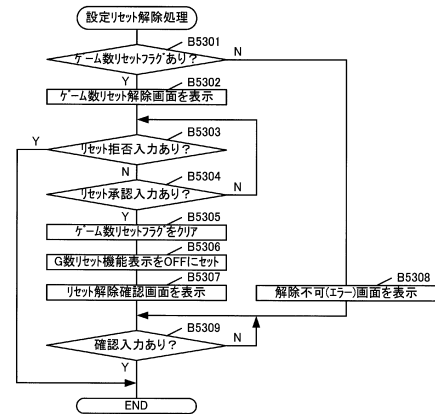 設定リセット解除処理
B5301
ゲーム数リセットフラグあり?
N
Y
B5302
ゲーム数リセット解除画面を表示
B5303
Y
リセット拒否入力あり?
N
B5304
リセット承認入力あり?
N
Y
B5305
ゲーム数リセットフラグをクリア
B5306
G数リセット機能表示をOFFにセット
B5307
リセット解除確認画面を表示
B5308
解除不可(エラー)画面を表示
B5309
確認入力あり?
N
Y
END